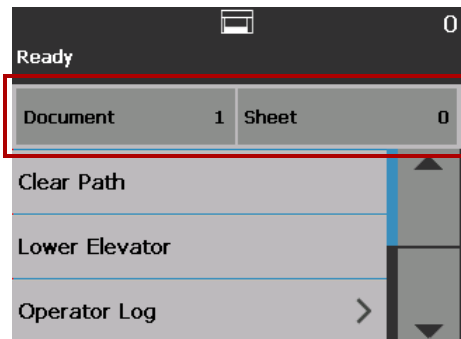 0
Ready
Document 1 Sheet 0
Clear Path
Lower Elevator
Operator Log